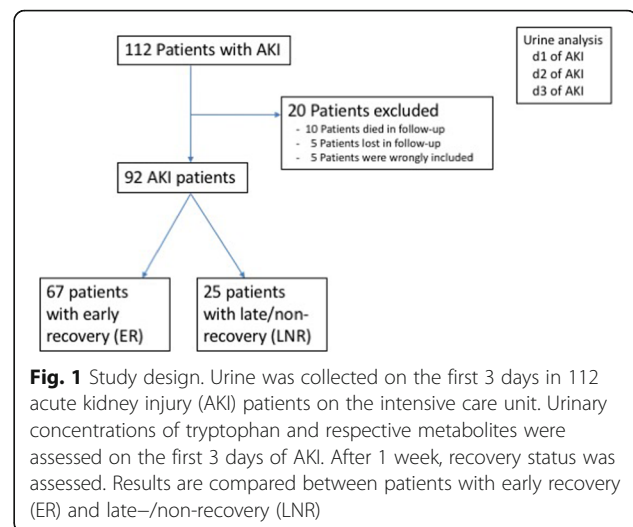 112 Patients with AKI
Urine analysis
d1 of AKI
d2 of AKI
d3 of AKI
20 Patients excluded
- 10 Patients died in follow-up
- 5 Patients lost in follow-up
- 5 Patients were wrongly included
92 AKI patients
67 patients
with early
recovery (ER)
25 patients
with late/non-
recovery (LNR)
Fig. 1 Study design. Urine was collected on the first 3 days in 112
acute kidney injury (AKI) patients on the intensive care unit. Urinary
concentrations of tryptophan and respective metabolites were
assessed on the first 3 days of AKI. After 1 week, recovery status was
assessed. Results are compared between patients with early recovery
(ER) and late–/non-recovery (LNR)